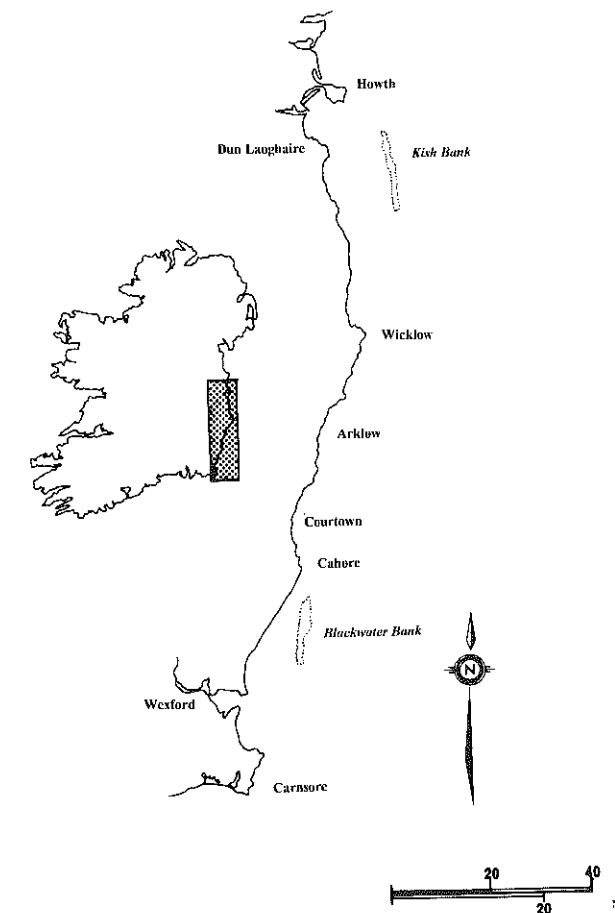 Howth
Dun Laoghaire
Kish Bank
Wicklow
Arklow
Courtown
Cahore
Blackwater Bank
N
Wexford
Carnsore
20 40
20